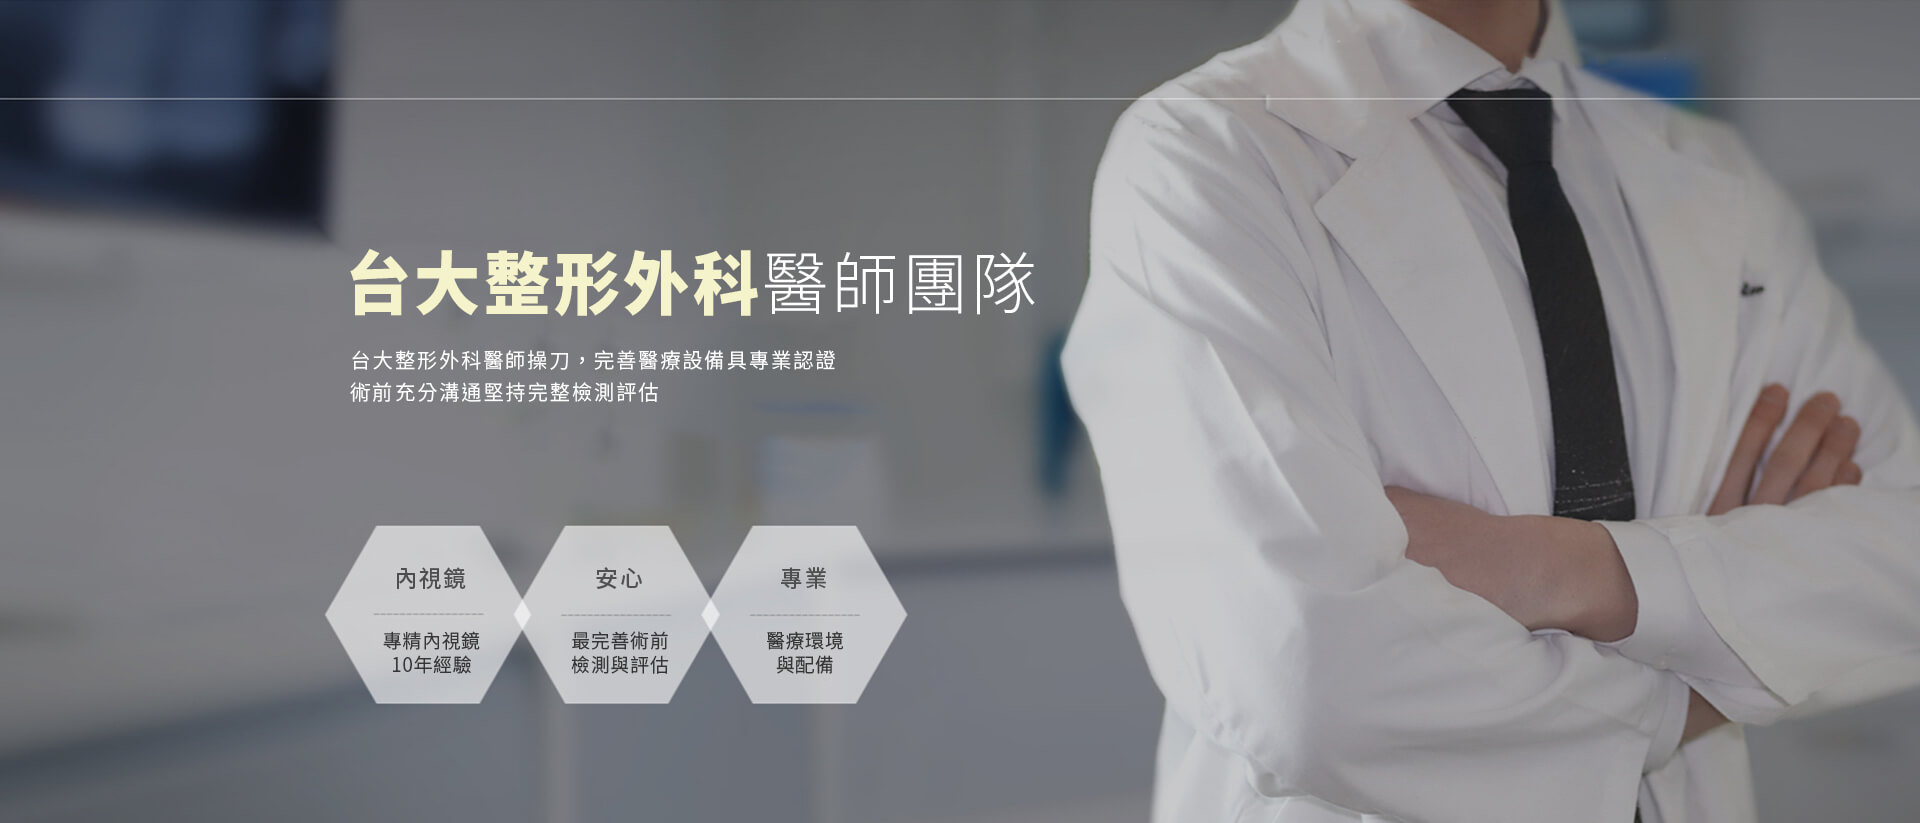 台大整形外科醫師團隊
台大整形外科醫師操刀，完善醫療設備具專業認證
術前充分溝通堅持完整檢測評估
內視鏡
專精內視鏡
10年經驗
安心
最完善術前
檢測與評估
專業
醫療環境
與配備